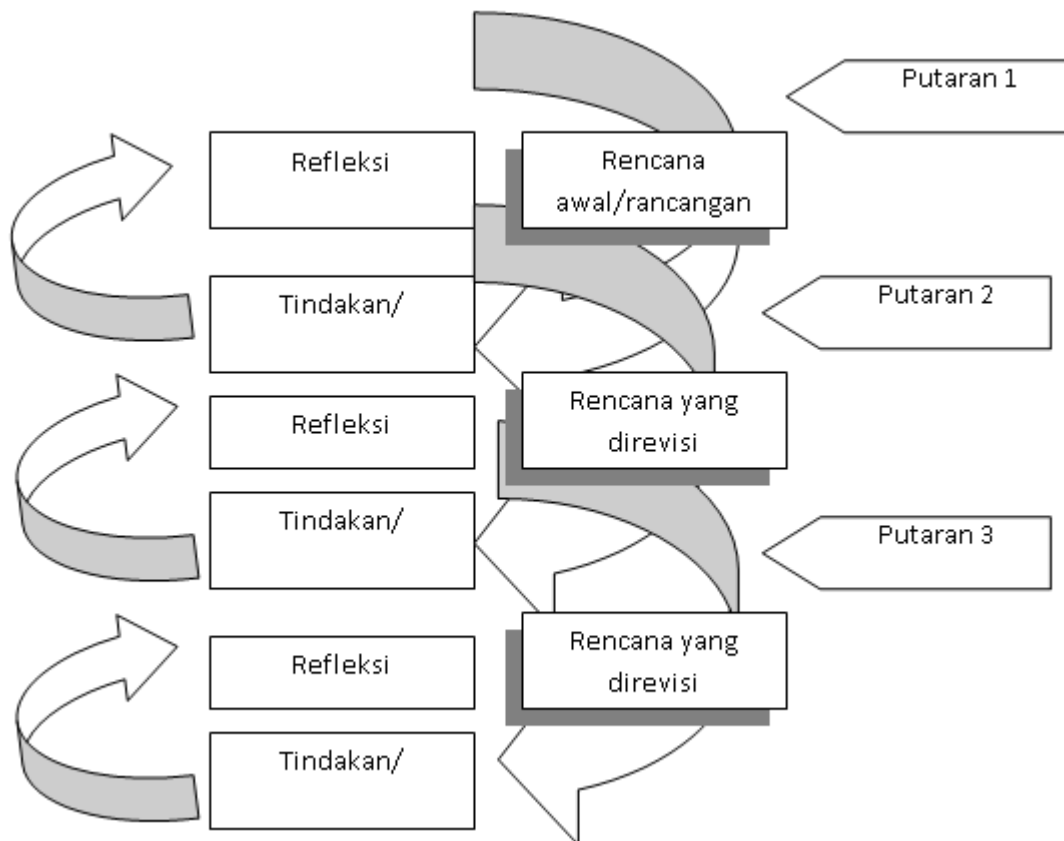 Putaran 1
Refleksi
Rencana
awal/rancangan
Tindakan/
Putaran 2
Refleksi
Rencana yang
direvisi
Tindakan/
Putaran 3
Refleksi
Rencana yang
direvisi
Tindakan/